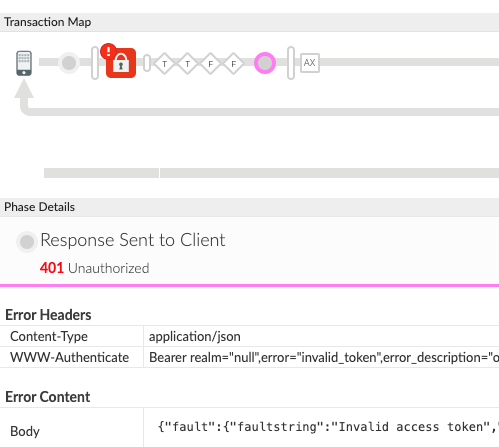 Transaction Map
! T T F F AX
Phase Details
Response Sent to Client
401 Unauthorized
Error Headers
Content-Type application/json
WWW-Authenticate Bearer realm="null",error="invalid_token",error_description="o
Error Content
Body {"fault":{"faultstring":"Invalid access token","